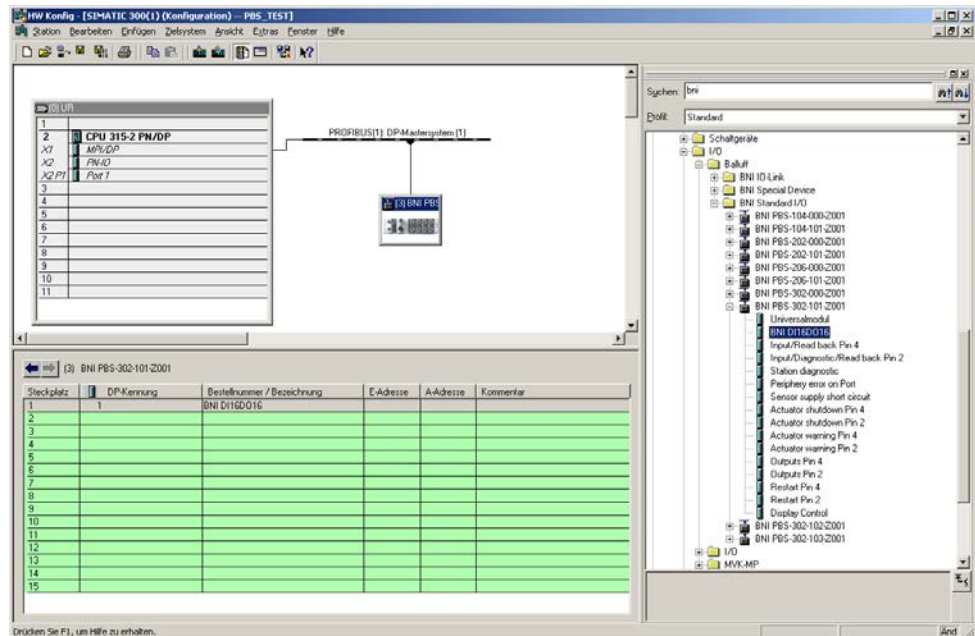 HW Konfig - [SIMATIC 300(1) (Konfiguration) -- PBS_TEST]
Station Bearbeiten Einfügen Zielsystem Ansicht Extras Fenster Hilfe
(0) UR
1
2 CPU 315-2 PN/DP
X1 MPI/DP
X2 PN-IO
X2 P1 Port 1
3
4
5
6
7
8
9
10
11
PROFIBUS(1): DP-Mastersystem (1)
(3) BNI PBS
(3) BNI PBS-302-101-Z001
Steckplatz DP-Kennung Bestellnummer / Bezeichnung E-Adresse A-Adresse Kommentar
1 1 BNI DI16DO16
2
3
4
5
6
7
8
9
10
11
12
13
14
15
Suchen: bni
Profil: Standard
Schaltgeräte
I/O
Balluff
BNI IO-Link
BNI Special Device
BNI Standard I/O
BNI PBS-104-000-Z001
BNI PBS-104-101-Z001
BNI PBS-202-000-Z001
BNI PBS-202-101-Z001
BNI PBS-206-000-Z001
BNI PBS-206-101-Z001
BNI PBS-302-000-Z001
BNI PBS-302-101-Z001
Universalmodul
BNI DI16DO16
Input/Read back Pin 4
Input/Diagnostic/Read back Pin 2
Station diagnostic
Periphery error on Port
Sensor supply short circuit
Actuator shutdown Pin 4
Actuator shutdown Pin 2
Actuator warning Pin 4
Actuator warning Pin 2
Outputs Pin 4
Outputs Pin 2
Restart Pin 4
Restart Pin 2
Display Control
BNI PBS-302-102-Z001
BNI PBS-302-103-Z001
I/O
MVK-MP
Drücken Sie F1, um Hilfe zu erhalten.
Änd